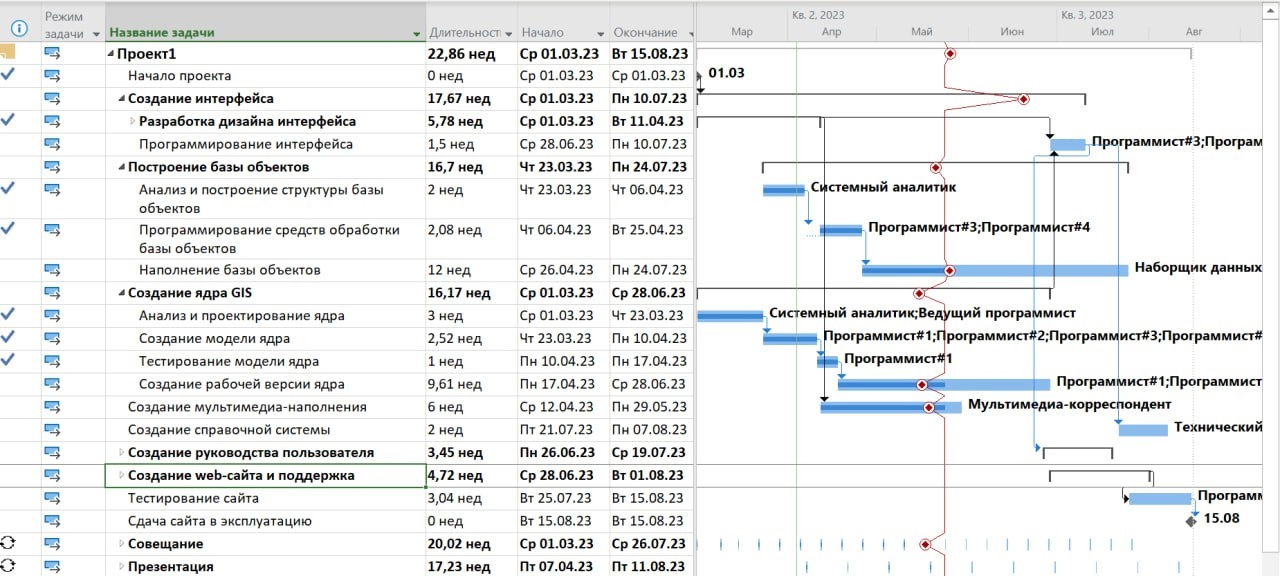 Режим задачи Название задачи Длительность Начало Окончание
Кв. 2, 2023 Кв. 3, 2023
Мар Апр Май Июн Июл Авг
Проект1 22,86 нед Ср 01.03.23 Вт 15.08.23
Начало проекта 0 нед Ср 01.03.23 Ср 01.03.23 01.03
Создание интерфейса 17,67 нед Ср 01.03.23 Пн 10.07.23
Разработка дизайна интерфейса 5,78 нед Ср 01.03.23 Вт 11.04.23
Программирование интерфейса 1,5 нед Ср 28.06.23 Пн 10.07.23 Программист#3;Програм
Построение базы объектов 16,7 нед Чт 23.03.23 Пн 24.07.23
Анализ и построение структуры базы объектов 2 нед Чт 23.03.23 Чт 06.04.23 Системный аналитик
Программирование средств обработки базы объектов 2,08 нед Чт 06.04.23 Вт 25.04.23 Программист#3;Программист#4
Наполнение базы объектов 12 нед Ср 26.04.23 Пн 24.07.23 Наборщик данных
Создание ядра GIS 16,17 нед Ср 01.03.23 Ср 28.06.23
Анализ и проектирование ядра 3 нед Ср 01.03.23 Чт 23.03.23 Системный аналитик;Ведущий программист
Создание модели ядра 2,52 нед Чт 23.03.23 Пн 10.04.23 Программист#1;Программист#2;Программист#3;Программист#
Тестирование модели ядра 1 нед Пн 10.04.23 Пн 17.04.23 Программист#1
Создание рабочей версии ядра 9,61 нед Пн 17.04.23 Ср 28.06.23 Программист#1;Программист
Создание мультимедиа-наполнения 6 нед Ср 12.04.23 Пн 29.05.23 Мультимедиа-корреспондент
Создание справочной системы 2 нед Пт 21.07.23 Пн 07.08.23 Технический
Создание руководства пользователя 3,45 нед Пн 26.06.23 Ср 19.07.23
Создание web-сайта и поддержка 4,72 нед Ср 28.06.23 Вт 01.08.23
Тестирование сайта 3,04 нед Вт 25.07.23 Вт 15.08.23 Программ
Сдача сайта в эксплуатацию 0 нед Вт 15.08.23 Вт 15.08.23 15.08
Совещание 20,02 нед Ср 01.03.23 Ср 26.07.23
Презентация 17,23 нед Пт 07.04.23 Пт 11.08.23